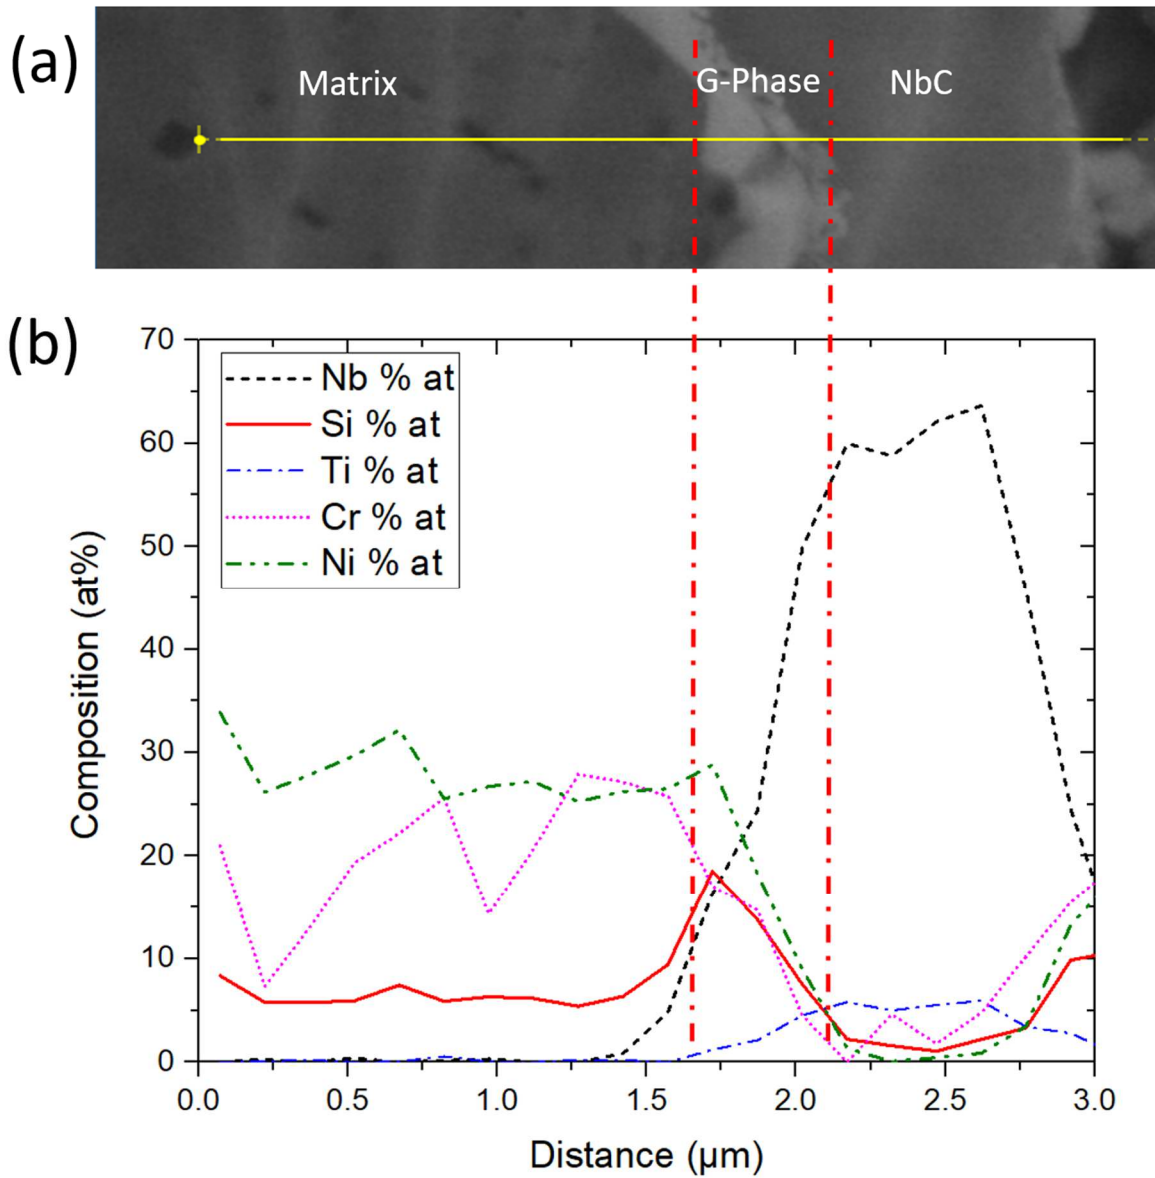 (a)
Matrix
G-Phase
NbC
(b)
70
60
50
40
30
20
10
0
Composition (at%)
Nb % at
Si % at
Ti % at
Cr % at
Ni % at
0.0 0.5 1.0 1.5 2.0 2.5 3.0
Distance (μm)